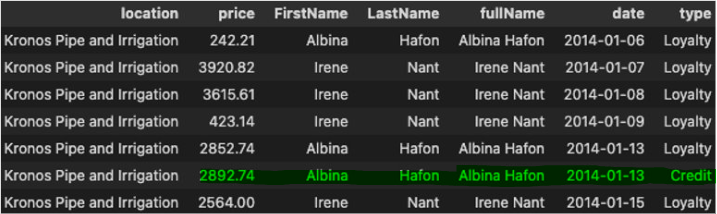 location price FirstName LastName fullName date type
Kronos Pipe and Irrigation 242.21 Albina Hafon Albina Hafon 2014-01-06 Loyalty
Kronos Pipe and Irrigation 3920.82 Irene Nant Irene Nant 2014-01-07 Loyalty
Kronos Pipe and Irrigation 3615.61 Irene Nant Irene Nant 2014-01-08 Loyalty
Kronos Pipe and Irrigation 423.14 Irene Nant Irene Nant 2014-01-09 Loyalty
Kronos Pipe and Irrigation 2852.74 Albina Hafon Albina Hafon 2014-01-13 Loyalty
Kronos Pipe and Irrigation 2892.74 Albina Hafon Albina Hafon 2014-01-13 Credit
Kronos Pipe and Irrigation 2564.00 Irene Nant Irene Nant 2014-01-15 Loyalty